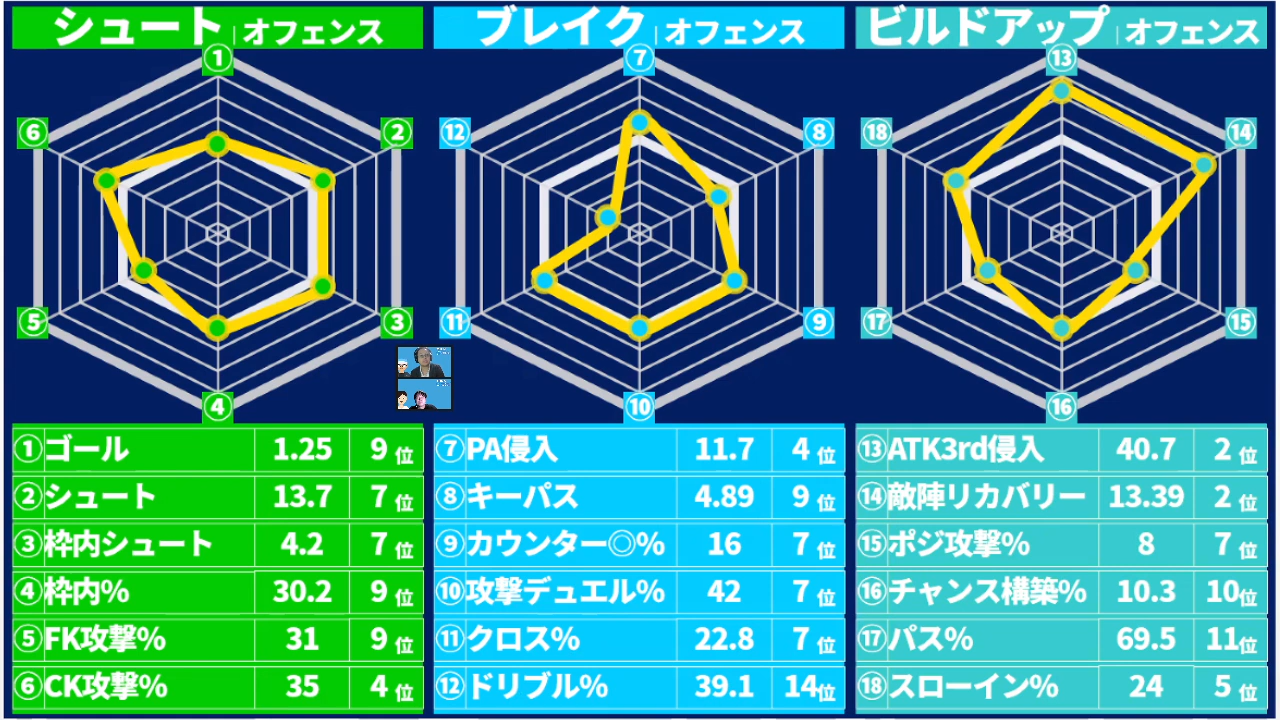 シュート | オフェンス
①
②
③
④
⑤
⑥
①ゴール 1.25 9位
②シュート 13.7 7位
③枠内シュート 4.2 7位
④枠内% 30.2 9位
⑤FK攻撃% 31 9位
⑥CK攻撃% 35 4位
ブレイク | オフェンス
⑦
⑧
⑨
⑩
⑪
⑫
⑦PA侵入 11.7 4位
⑧キーパス 4.89 9位
⑨カウンター◎% 16 7位
⑩攻撃デュエル% 42 7位
⑪クロス% 22.8 7位
⑫ドリブル% 39.1 14位
ビルドアップ | オフェンス
⑬
⑭
⑮
⑯
⑰
⑱
⑬ATK3rd侵入 40.7 2位
⑭敵陣リカバリー 13.39 2位
⑮ポジ攻撃% 8 7位
⑯チャンス構築% 10.3 10位
⑰パス% 69.5 11位
⑱スローイン% 24 5位